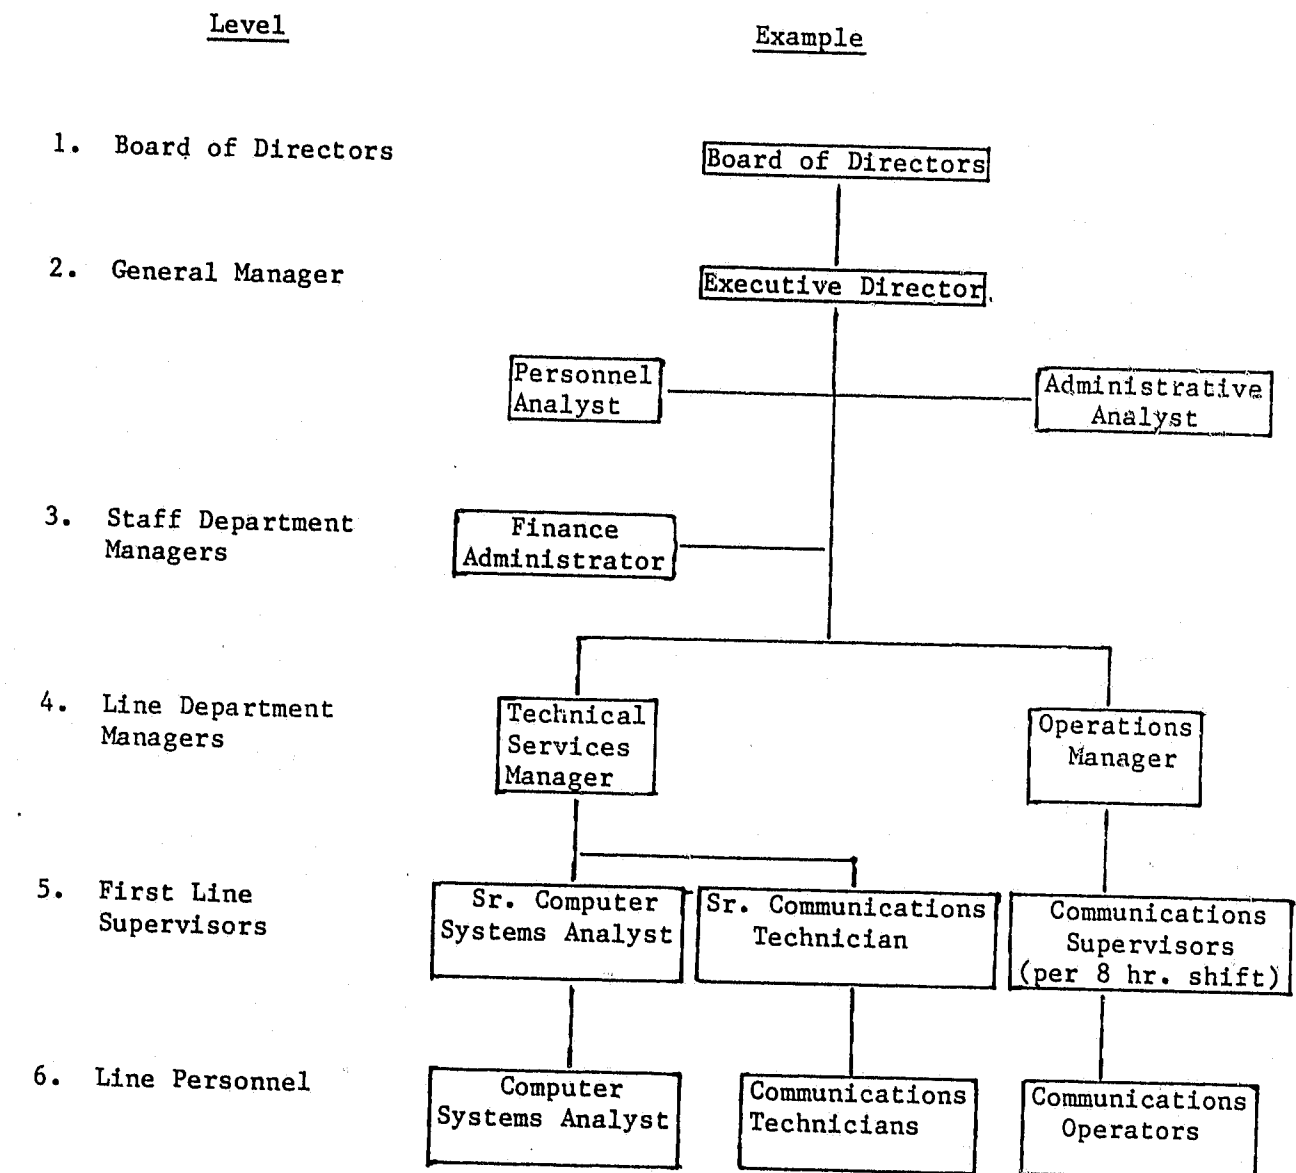 Level
Example
1. Board of Directors
Board of Directors
2. General Manager
Executive Director
Personnel
Analyst
Administrative
Analyst
3. Staff Department
Managers
Finance
Administrator
4. Line Department
Managers
Technical
Services
Manager
Operations
Manager
5. First Line
Supervisors
Sr. Computer
Systems Analyst
Sr. Communications
Technician
Communications
Supervisors
(per 8 hr. shift)
6. Line Personnel
Computer
Systems Analyst
Communications
Technicians
Communications
Operators